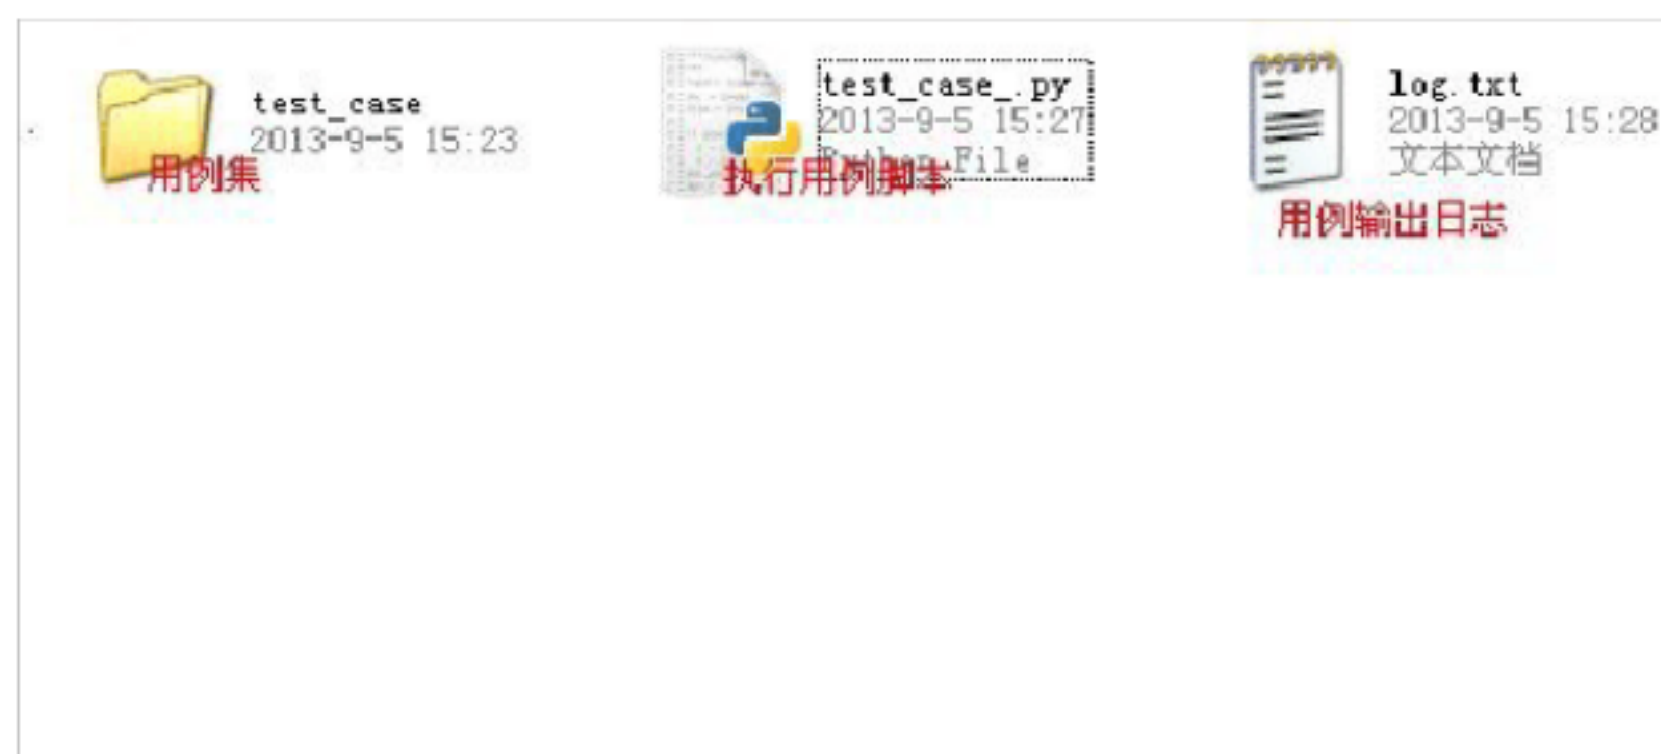 test_case
2013-9-5 15:23
用例集
test_case_.py
2013-9-5 15:27
Python File
执行用例脚本
log.txt
2013-9-5 15:28
文本文档
用例输出日志